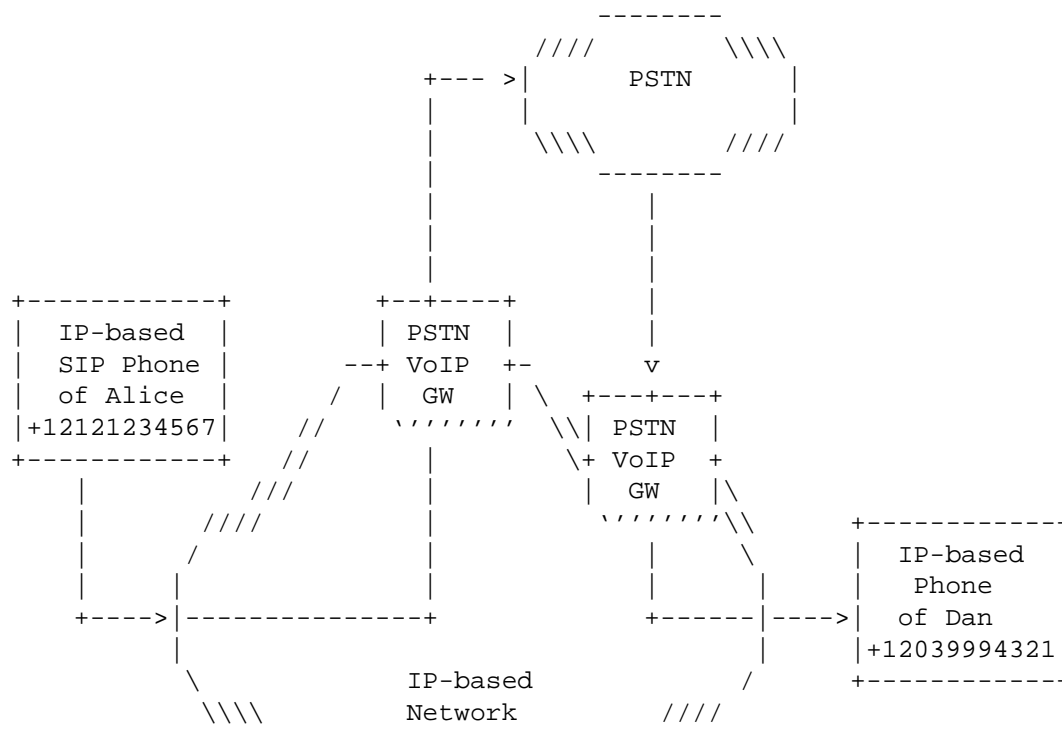 PSTN
IP-based
SIP Phone
of Alice
+12121234567
PSTN
VoIP
GW
PSTN
VoIP
GW
IP-based
Phone
of Dan
+12039994321
IP-based
Network